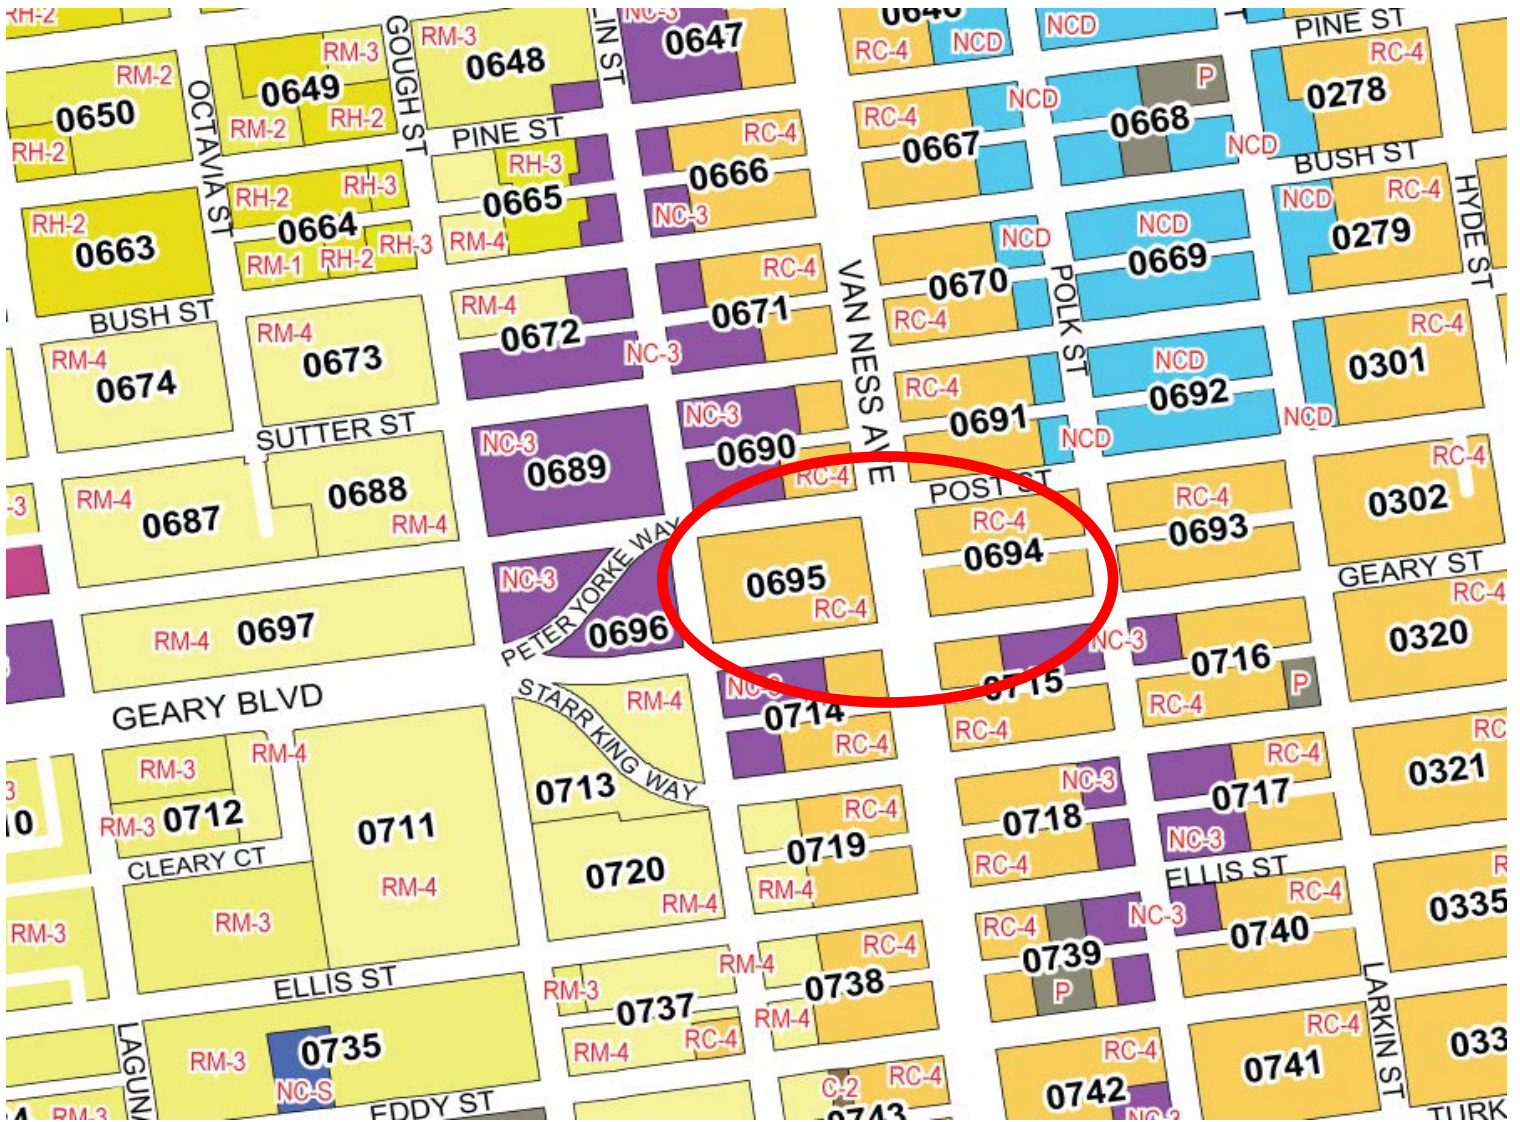 RH-2
RM-3
GOUGH ST
RM-3
0648
NC-3
0647
RC-4
NCD
NCD
PINE ST
RC-4
RM-2
0650
RH-2
OCTAVIA ST
0649
RM-2
RH-2
PINE ST
RC-4
0666
NC-3
RC-4
0667
NCD
P
0668
NCD
0278
BUSH ST
RH-2
0663
RH-2
RH-3
0664
RM-1
RH-2
RH-3
RH-3
0665
RM-4
VAN NESS AVE
0670
RC-4
NCD
POLK ST
NCD
0669
NCD
RC-4
0279
HYDE ST
BUSH ST
RM-4
0674
RM-4
0673
RM-4
0672
NC-3
RC-4
0671
RC-4
0691
NCD
NCD
0692
NCD
RC-4
0301
SUTTER ST
NC-3
0689
NC-3
0690
RC-4
POST ST
RM-4
0687
0688
RM-4
PETER YORKE WAY
NC-3
0696
0695
RC-4
RC-4
0694
RC-4
0693
RC-4
0302
GEARY ST
RM-4
0697
NC-3
0715
RC-4
0716
RC-4
P
RC-4
0320
GEARY BLVD
STARR KING WAY
RM-4
0713
NC-3
0714
RC-4
RM-3
0712
RM-3
RM-4
0711
RM-4
CLEARY CT
RM-3
0720
RM-4
RC-4
0719
RM-4
NC-3
0718
RC-4
RC-4
0717
NC-3
ELLIS ST
0321
RM-3
ELLIS ST
RM-3
0737
RM-4
RM-4
RC-4
RC-4
0738
RM-4
RC-4
0739
P
NC-3
RC-4
0740
0335
LARKIN ST
RM-3
0735
NC-S
EDDY ST
C-2
RC-4
0743
RC-4
0742
NC-3
RC-4
0741
RM-3